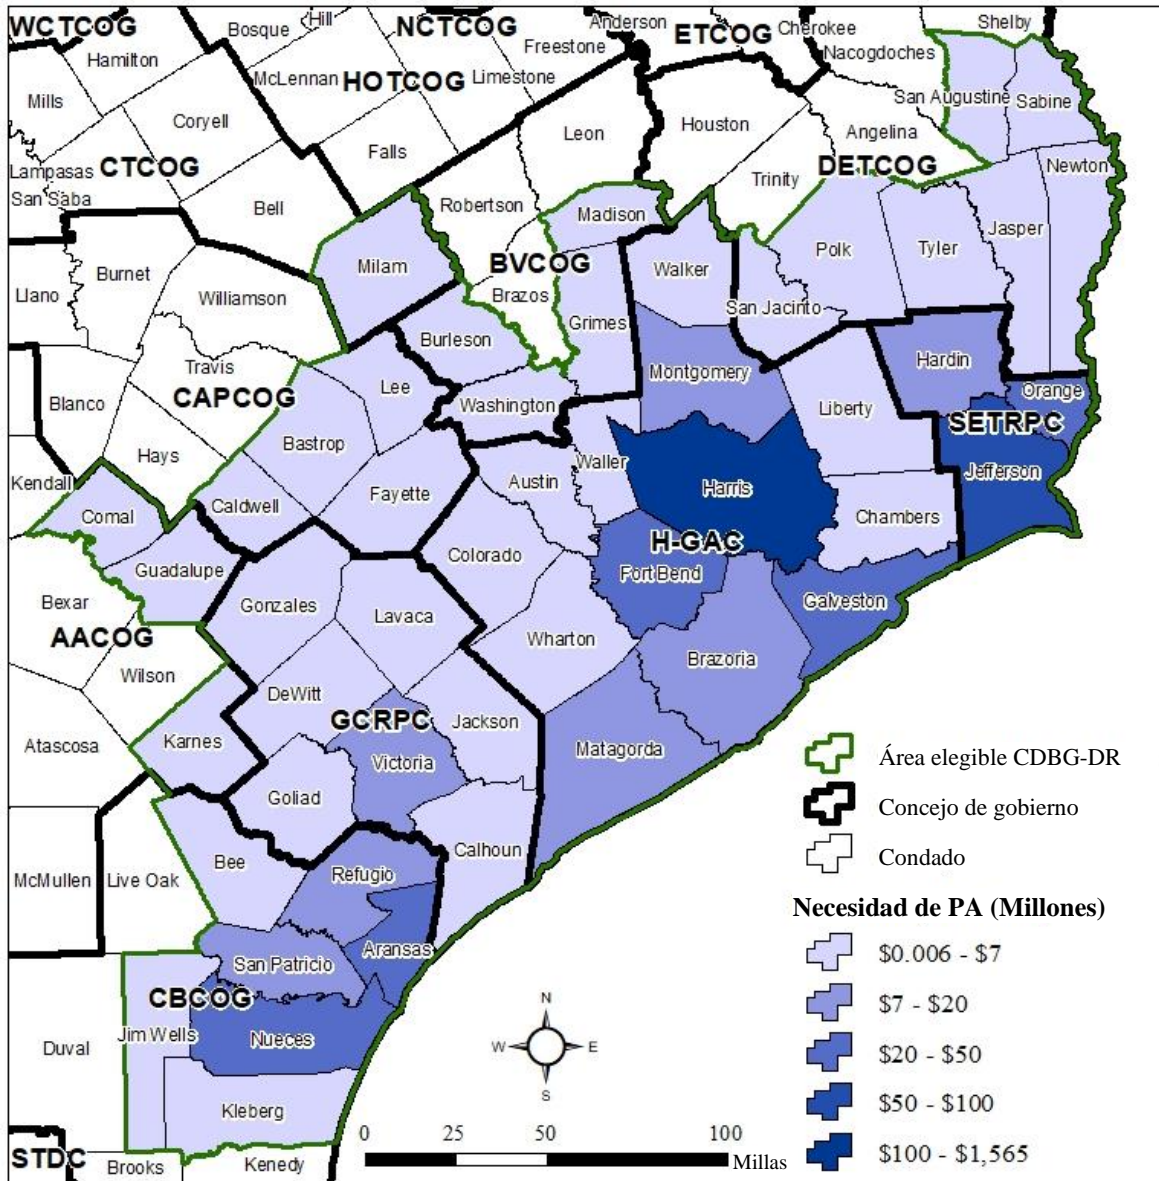 WCTCOG
Hamilton
Bosque
Hill
NCTCOG
Anderson
ETCOG
Cherokee
Shelby
Nacogdoches
Freestone
McLennan
HOTCOG
Limestone
Mills
San Augustine
Sabine
Coryell
Leon
Houston
Angelina
Falls
Lampasas
CTCOG
DETCOG
Newton
San Saba
Trinity
Bell
Robertson
Madison
Jasper
Polk
Tyler
Burnet
Milam
BVCOG
Walker
Llano
Williamson
Brazos
San Jacinto
Grimes
Burleson
Travis
Hardin
Montgomery
Lee
Orange
CAPCOG
Blanco
Washington
Liberty
SETRPC
Bastrop
Hays
Waller
Jefferson
Kendall
Austin
Harris
Fayette
Caldwell
Comal
Chambers
H-GAC
Colorado
Guadalupe
Fort Bend
Bexar
Gonzales
Galveston
Lavaca
AACOG
Wharton
Brazoria
Wilson
DeWitt
GCRPC
Jackson
Karnes
Atascosa
Matagorda
Victoria
Goliad
Calhoun
Bee
Refugio
McMullen
Live Oak
Aransas
San Patricio
CBCOG
Jim Wells
Nueces
Duval
Kleberg
STDC
Brooks
Kenedy
N
W
E
S
0
25
50
100
Millas
Área elegible CDBG-DR
Concejo de gobierno
Condado
Necesidad de PA (Millones)
$0.006 - $7
$7 - $20
$20 - $50
$50 - $100
$100 - $1,565